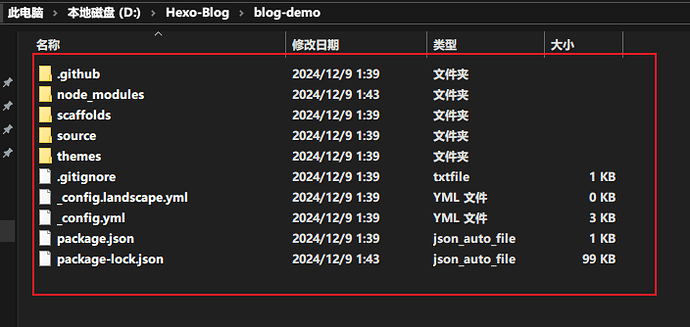 此电脑 › 本地磁盘 (D:) › Hexo-Blog › blog-demo
名称 修改日期 类型 大小
.github 2024/12/9 1:39 文件夹
node_modules 2024/12/9 1:43 文件夹
scaffolds 2024/12/9 1:39 文件夹
source 2024/12/9 1:39 文件夹
themes 2024/12/9 1:39 文件夹
.gitignore 2024/12/9 1:39 txtfile 1 KB
_config.landscape.yml 2024/12/9 1:39 YML 文件 0 KB
_config.yml 2024/12/9 1:39 YML 文件 3 KB
package.json 2024/12/9 1:39 json_auto_file 1 KB
package-lock.json 2024/12/9 1:43 json_auto_file 99 KB